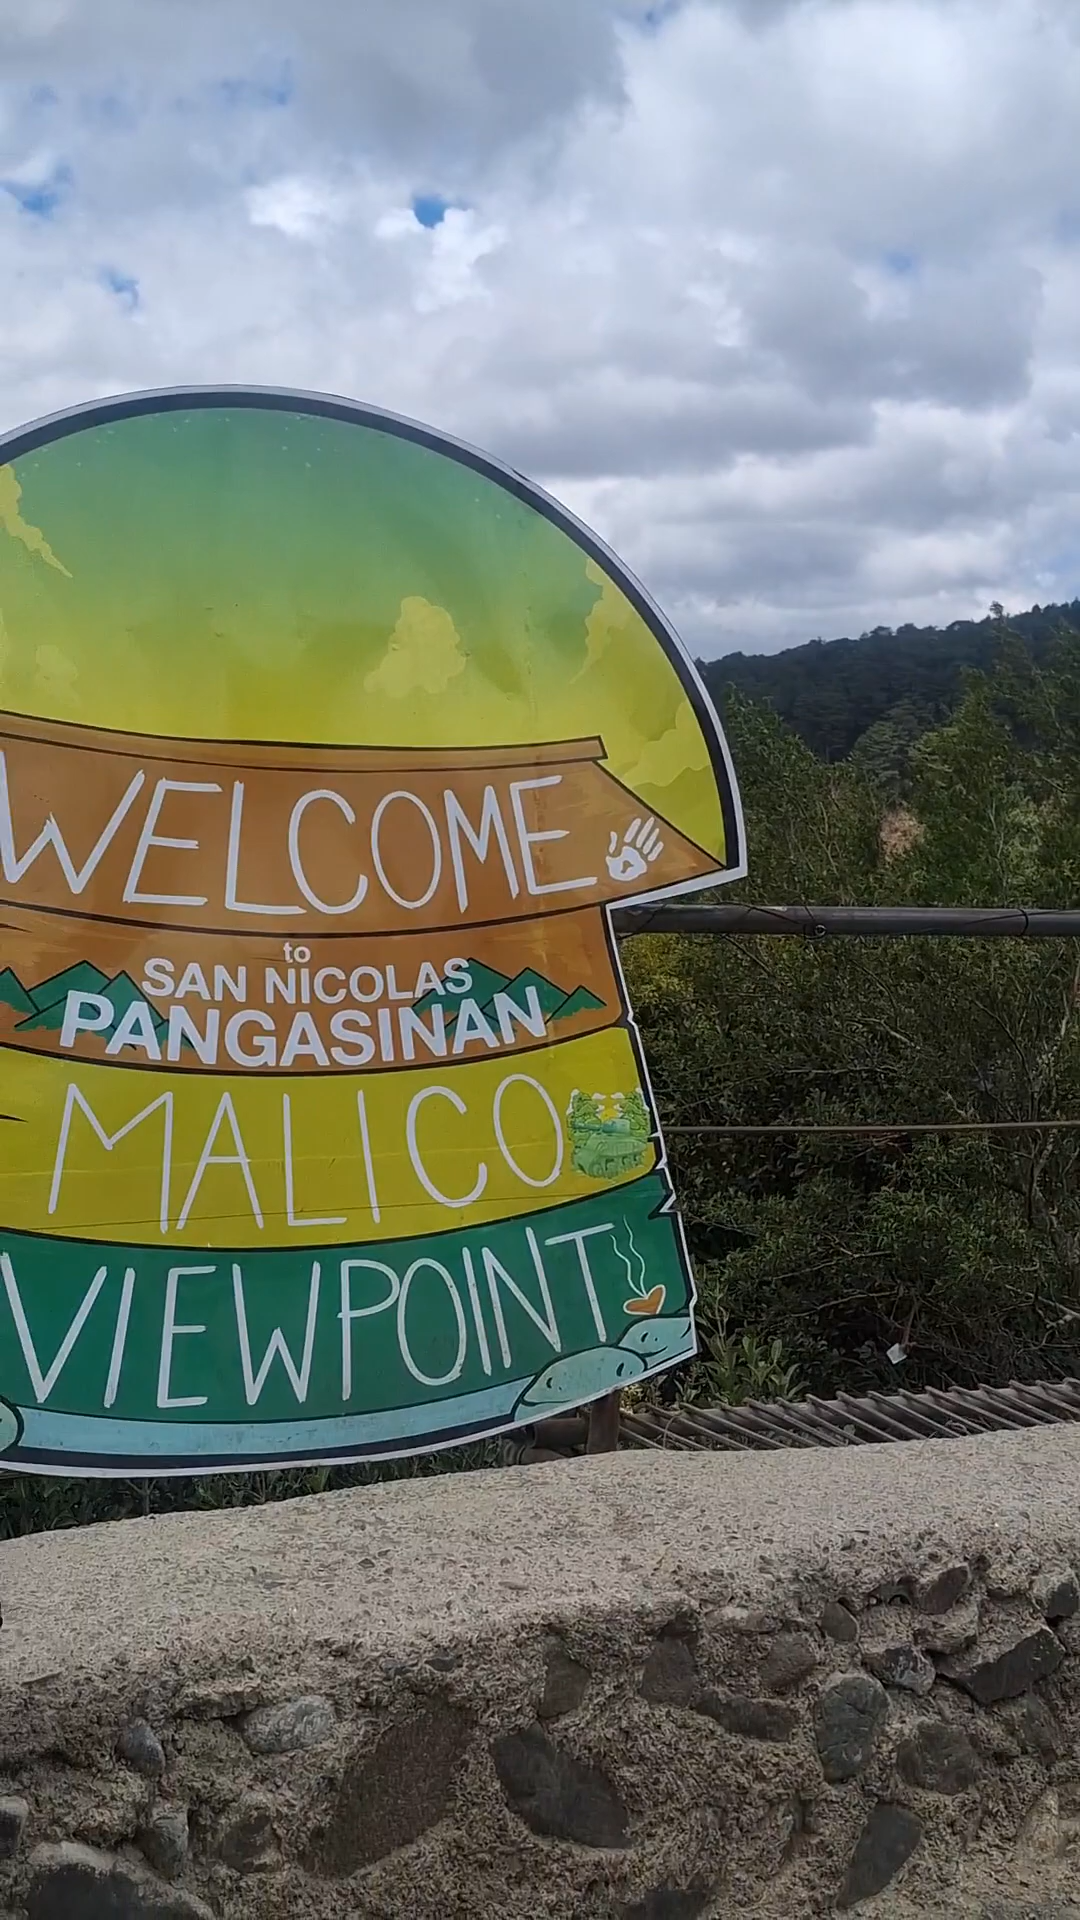 WELCOME
to
SAN NICOLAS
PANGASINAN
MALICO
VIEWPOINT